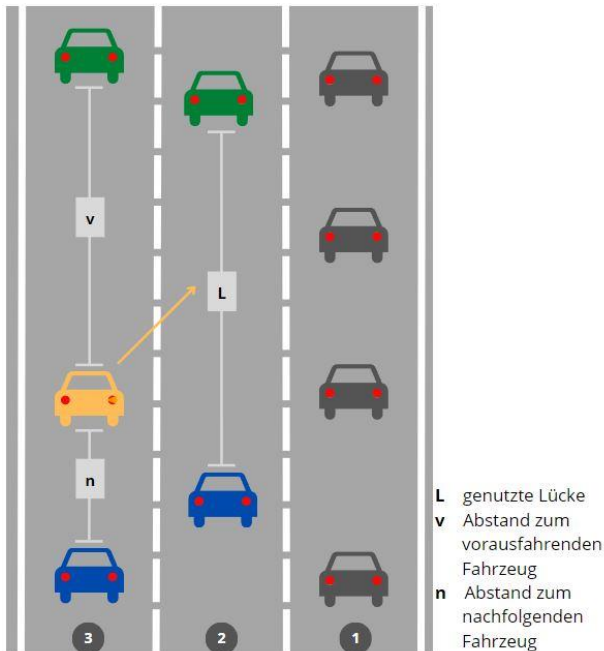 v
L
n
L genutzte Lücke
v Abstand zum
vorausfahrenden
Fahrzeug
n Abstand zum
nachfolgenden
Fahrzeug
3 2 1